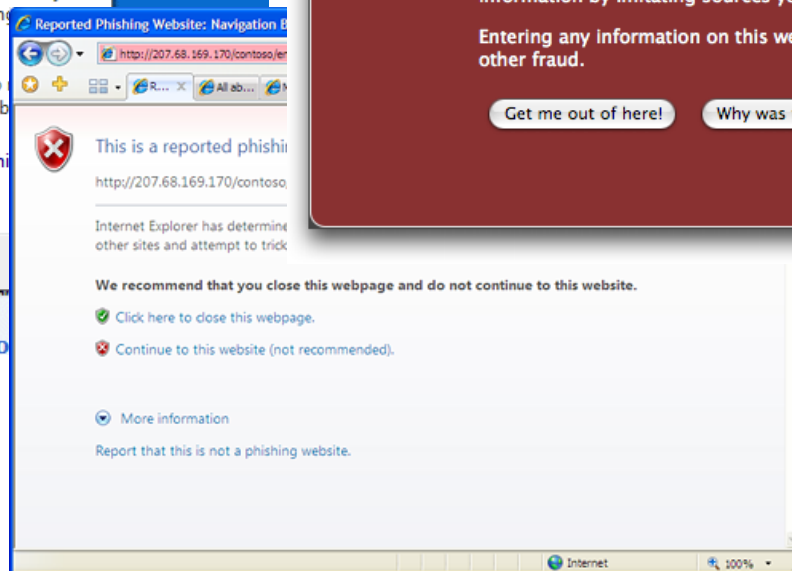 information by imitating sources
Entering any information on this
other fraud.
Get me out of here!
Why was
Reported Phishing Website: Navigation
http://207.68.169.170/contoso/
R...
All ab...
This is a reported
http://207.68.169.170/contoso
Internet Explorer has
other sites and attempt to trick
We recommend that you close this webpage and do not continue to this website.
Click here to close this webpage.
Continue to this website (not recommended).
More information
Report that this is not a phishing website.
Internet
100%